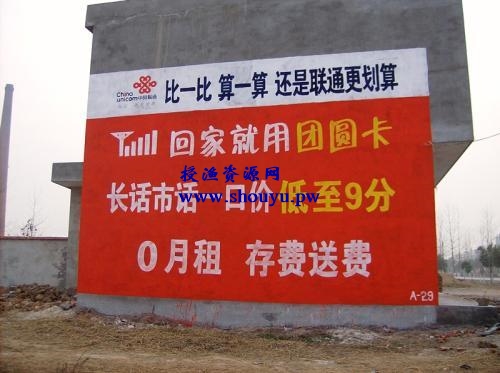 China
unicom中国联通
比一比 算一算 还是联通更划算
回家就用团圆卡
授渔资源网
长话市话一口价低至9分
www.shouyu.pw
0月租 存费送费
A-29